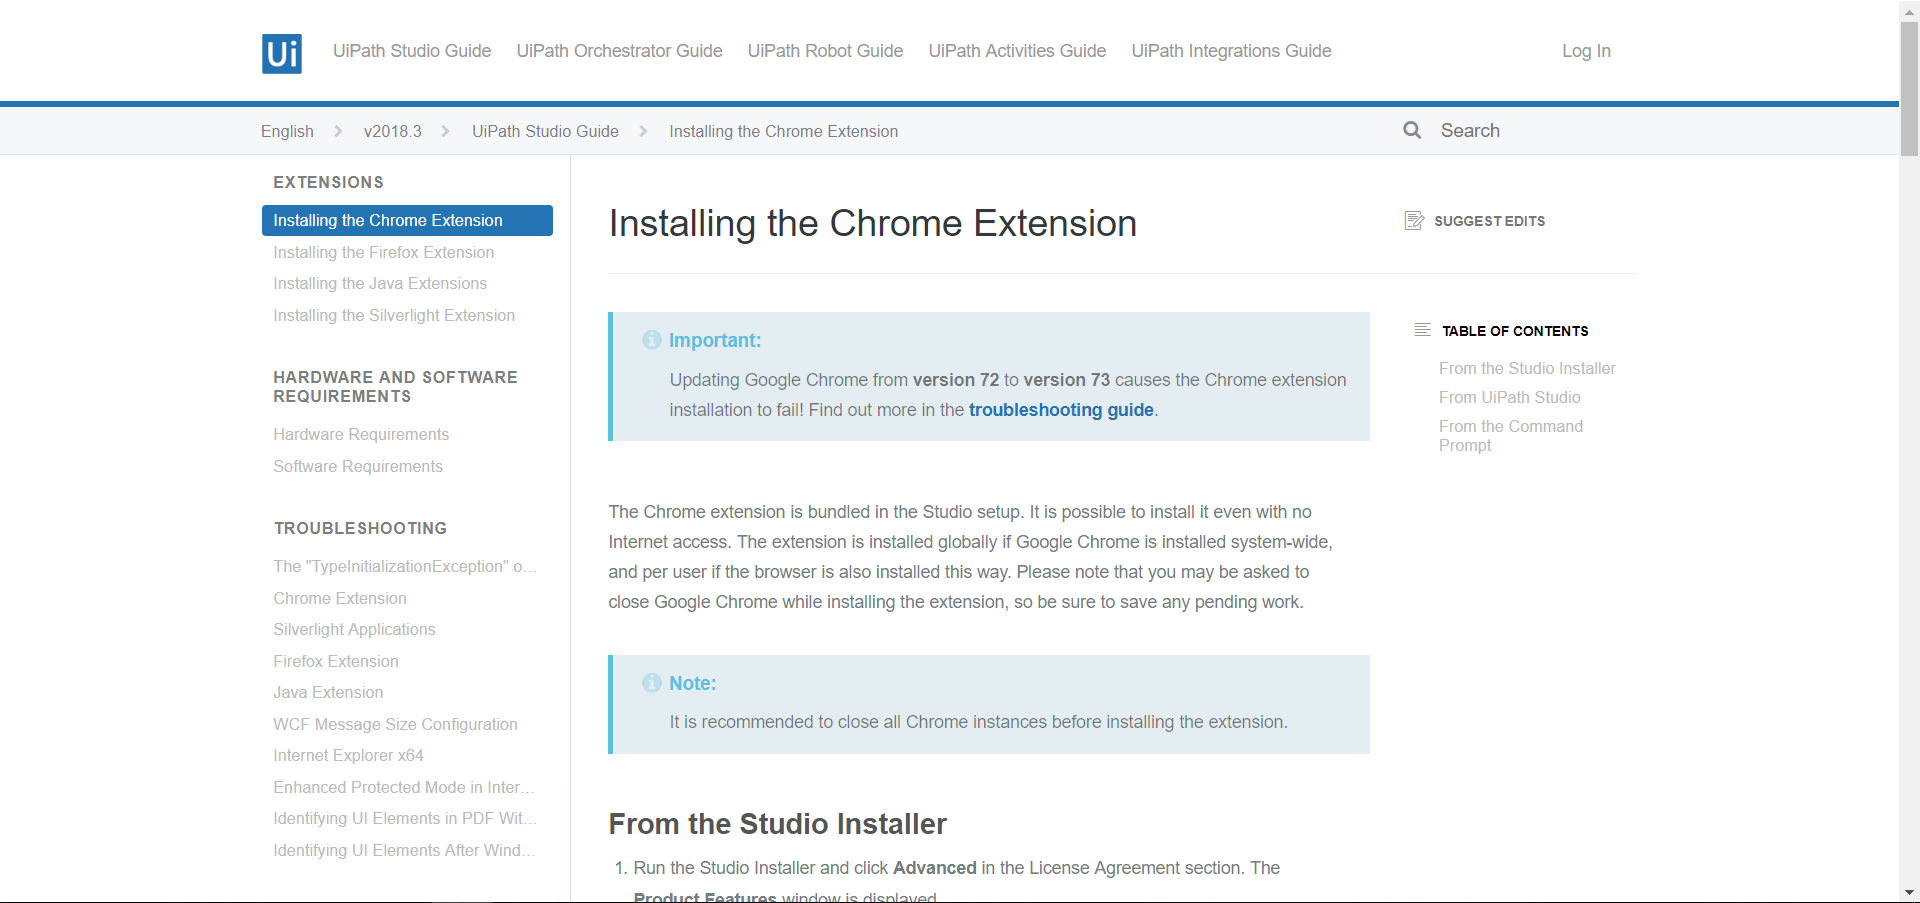 Ui
UiPath Studio Guide
UiPath Orchestrator Guide
UiPath Robot Guide
UiPath Activities Guide
UiPath Integrations Guide
Log In
English
v2018.3
UiPath Studio Guide
Installing the Chrome Extension
Search
EXTENSIONS
Installing the Chrome Extension
Installing the Firefox Extension
Installing the Java Extensions
Installing the Silverlight Extension
HARDWARE AND SOFTWARE
REQUIREMENTS
Hardware Requirements
Software Requirements
TROUBLESHOOTING
The "TypeInitializationException" o...
Chrome Extension
Silverlight Applications
Firefox Extension
Java Extension
WCF Message Size Configuration
Internet Explorer x64
Enhanced Protected Mode in Inter...
Identifying UI Elements in PDF Wit...
Identifying UI Elements After Wind...
Installing the Chrome Extension
SUGGEST EDITS
Important:
Updating Google Chrome from version 72 to version 73 causes the Chrome extension
installation to fail! Find out more in the troubleshooting guide.
The Chrome extension is bundled in the Studio setup. It is possible to install it even with no
Internet access. The extension is installed globally if Google Chrome is installed system-wide,
and per user if the browser is also installed this way. Please note that you may be asked to
close Google Chrome while installing the extension, so be sure to save any pending work.
Note:
It is recommended to close all Chrome instances before installing the extension.
From the Studio Installer
1. Run the Studio Installer and click Advanced in the License Agreement section. The
Product Features window is displayed
TABLE OF CONTENTS
From the Studio Installer
From UiPath Studio
From the Command
Prompt